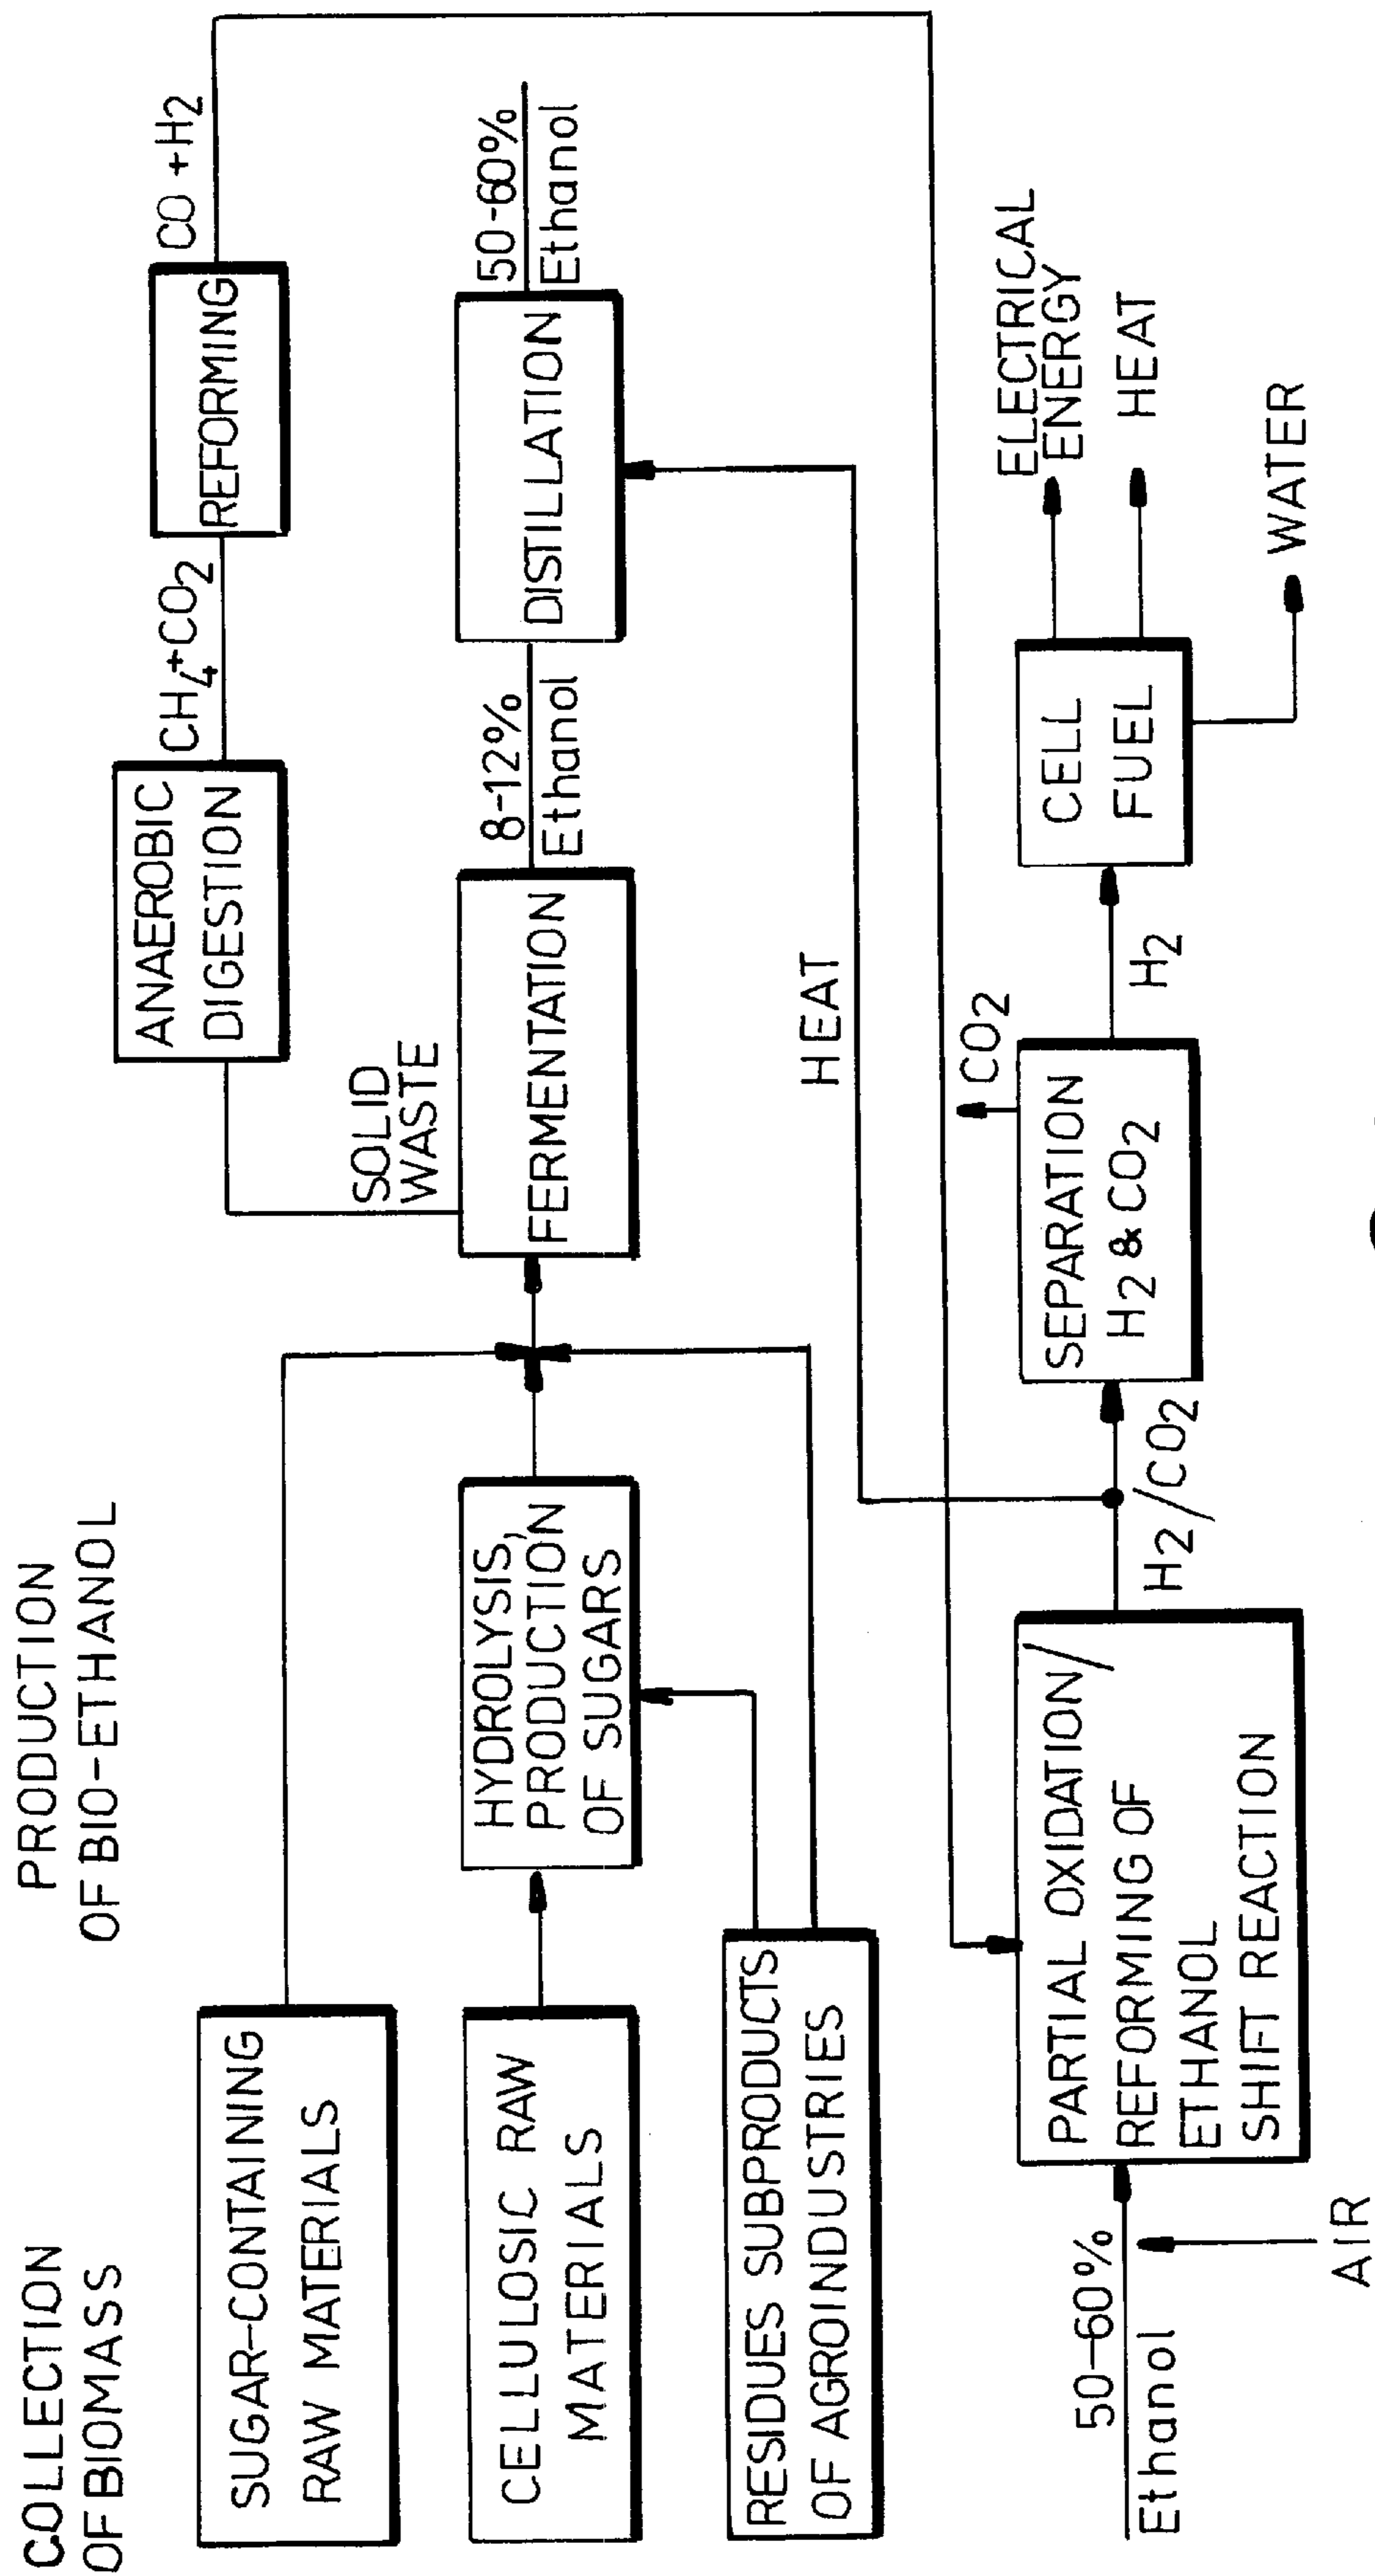 COLLECTION
OF BIOMASS
PRODUCTION
OF BIO-ETHANOL
SUGAR-CONTAINING
RAW MATERIALS
CELLULOSIC RAW
MATERIALS
RESIDUES SUBPRODUCTS
OF AGROINDUSTRIES
HYDROLYSIS,
PRODUCTION
OF SUGARS
SOLID
WASTE
FERMENTATION
ANAEROBIC
DIGESTION
CH4+CO2
REFORMING
CO +H2
8-12%
Ethanol
DISTILLATION
50-60%
Ethanol
HEAT
50-60%
Ethanol
AIR
PARTIAL OXIDATION/
REFORMING OF
ETHANOL
SHIFT REACTION
H2/CO2
SEPARATION
H2 & CO2
CO2
H2
CELL
FUEL
ELECTRICAL
ENERGY
HEAT
WATER